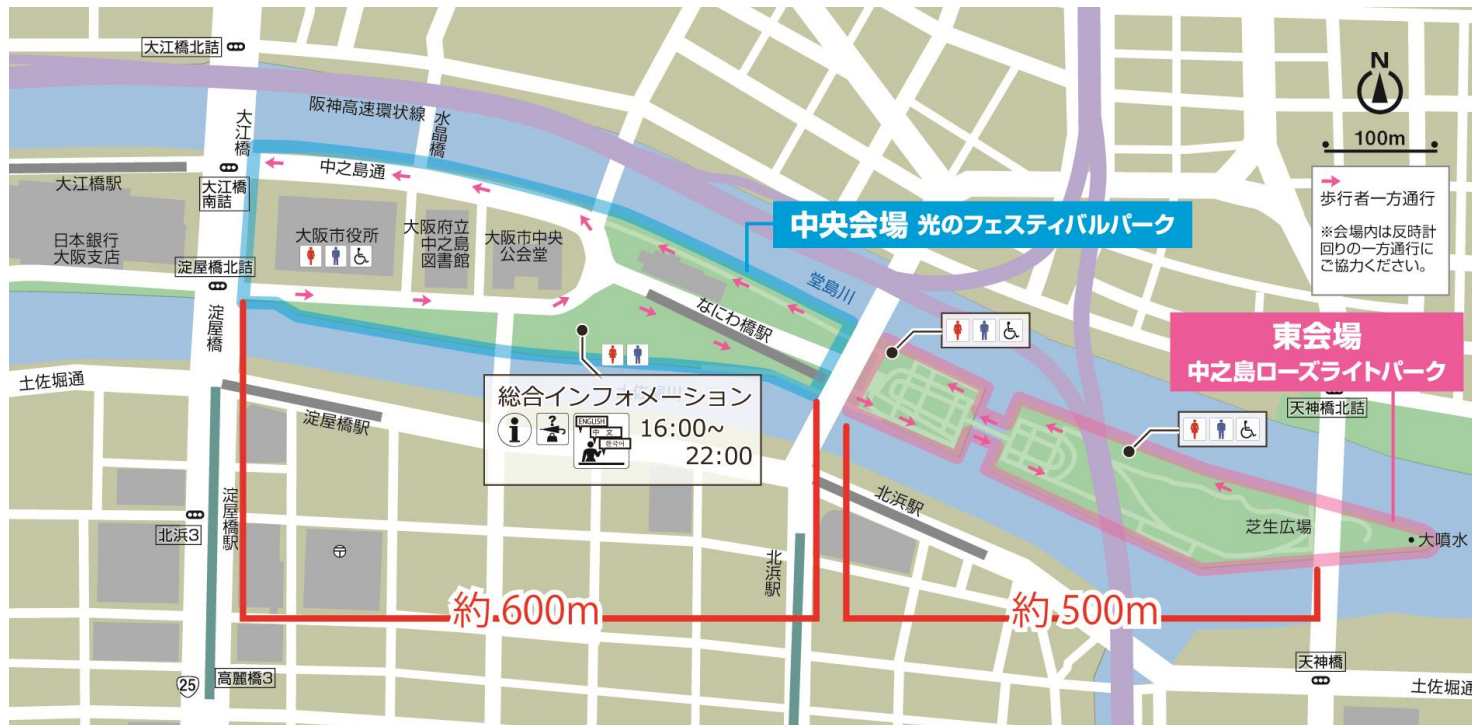 大江橋北詰
阪神高速環状線
水晶橋
大江橋
中之島通
大江橋駅
大江橋
南詰
日本銀行
大阪支店
大阪市役所
大阪府立
中之島
図書館
大阪市中央
公会堂
淀屋橋北詰
淀屋橋
中央会場 光のフェスティバルパーク
堂島川
なにわ橋駅
N
100m
歩行者一方通行
※会場内は反時計
回りの一方通行に
ご協力ください。
東会場
中之島ローズライトパーク
天神橋北詰
土佐堀通
淀屋橋駅
総合インフォメーション
ENGLISH
中文
한국어
16:00~
22:00
淀屋橋駅
北浜3
北浜駅
北浜駅
芝生広場
大噴水
約600m
約500m
25
高麗橋3
天神橋
土佐堀通